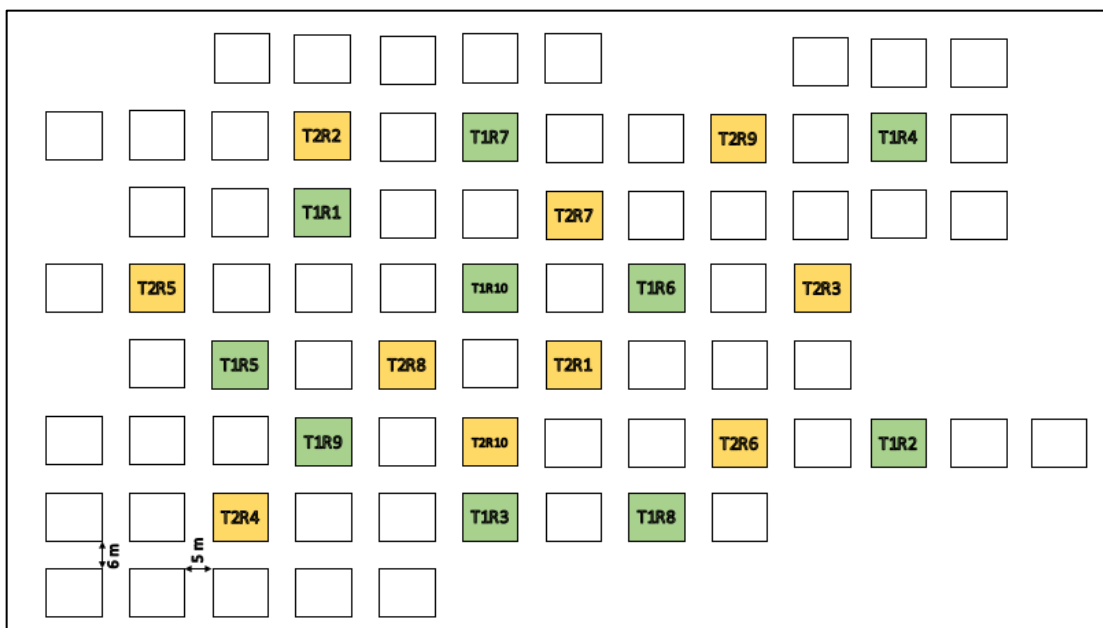 T2R2 T1R7 T2R9 T1R4
T1R1 T2R7
T2R5 T1R10 T1R6 T2R3
T1R5 T2R8 T2R1
T1R9 T2R10 T2R6 T1R2
T2R4 T1R3 T1R8
6 m
5 m